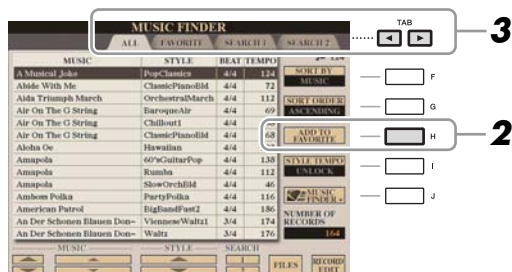 MUSIC FINDER
TAB
3
ALL FAVORITE SEARCH 1 SEARCH 2
MUSIC STYLE BEAT TEMPO
A Musical Joke PopClassics 4/4 124
Abide With Me ClassicPianoBld 4/4 72
Aida Triumph March OrchestralMarch 4/4 112
Air On The G String BaroqueAir 4/4 69
Air On The G String Chillout1 4/4
Air On The G String ClassicPianoBld 4/4 68
Aloha Oe Hawaiian
Amapola 60'sGuitarPop 4/4 138
Amapola Rumba 4/4 112
Amapola SlowOrchBld 4/4 46
Amboss Polka PartyPolka 4/4 116
American Patrol BigBandFast2 4/4 186
An Der Schonen Blauen Don~ VienneseWaltz1 3/4 174
An Der Schonen Blauen Don~ Waltz 3/4 176
SORT BY
MUSIC
F
SORT ORDER
ASCENDING
G
ADD TO
FAVORITE
H
2
STYLE TEMPO
UNLOCK
I
MUSIC
FINDER+
J
NUMBER OF
RECORDS
164
MUSIC STYLE SEARCH
1
2
FILES
RECORD
EDIT